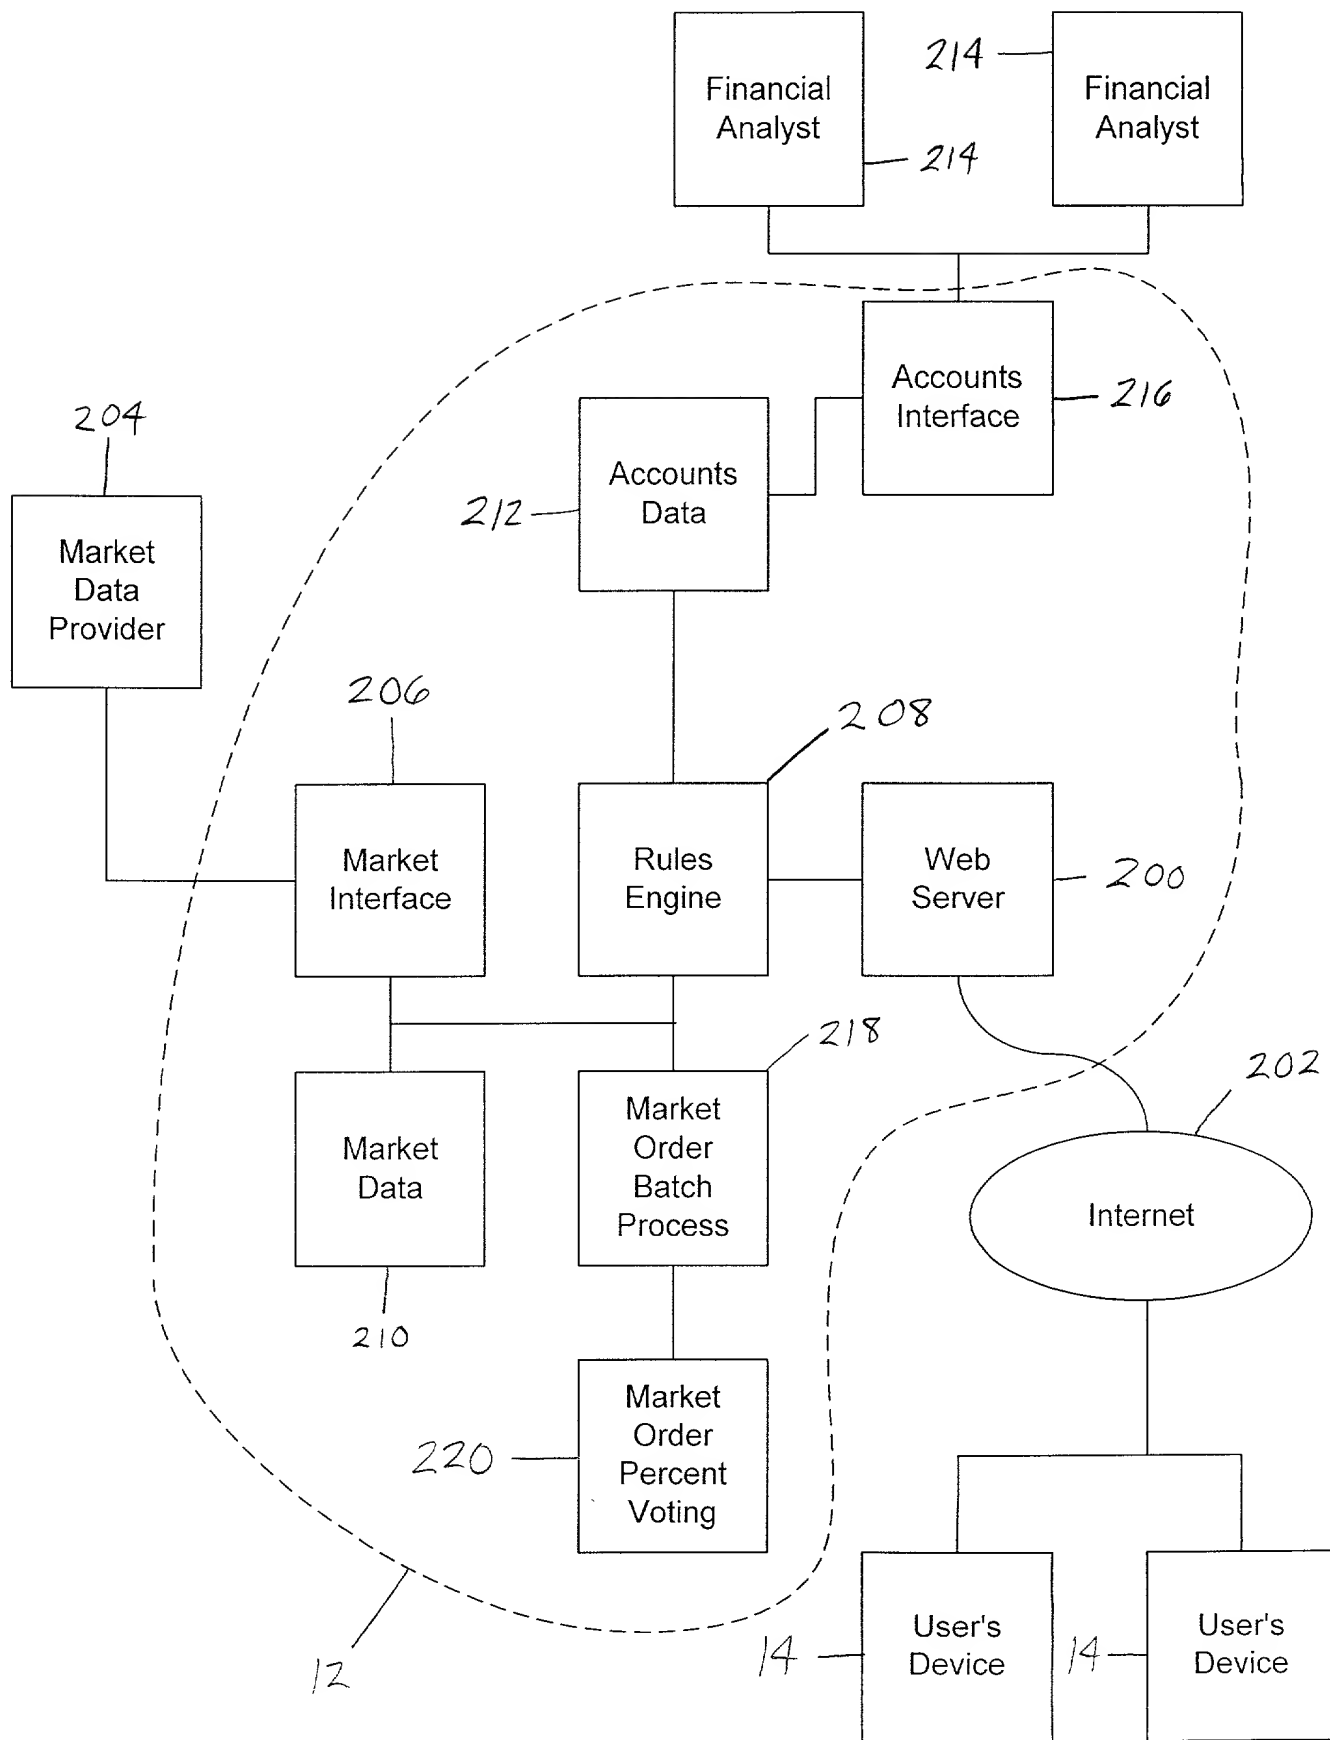 Financial
Analyst
214
214
Financial
Analyst
Accounts
Interface
216
204
Accounts
Data
212
Market
Data
Provider
206
208
Market
Interface
Rules
Engine
Web
Server
200
218
202
Market
Data
Market
Order
Batch
Process
Internet
210
Market
Order
Percent
Voting
220
12
14
User's
Device
14
User's
Device